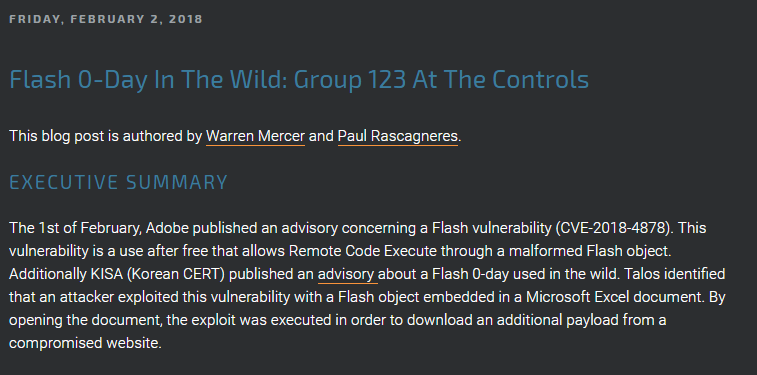 FRIDAY, FEBRUARY 2, 2018
Flash 0-Day In The Wild: Group 123 At The Controls
This blog post is authored by Warren Mercer and Paul Rascagneres.
EXECUTIVE SUMMARY
The 1st of February, Adobe published an advisory concerning a Flash vulnerability (CVE-2018-4878). This
vulnerability is a use after free that allows Remote Code Execute through a malformed Flash object.
Additionally KISA (Korean CERT) published an advisory about a Flash 0-day used in the wild. Talos identified
that an attacker exploited this vulnerability with a Flash object embedded in a Microsoft Excel document. By
opening the document, the exploit was executed in order to download an additional payload from a
compromised website.